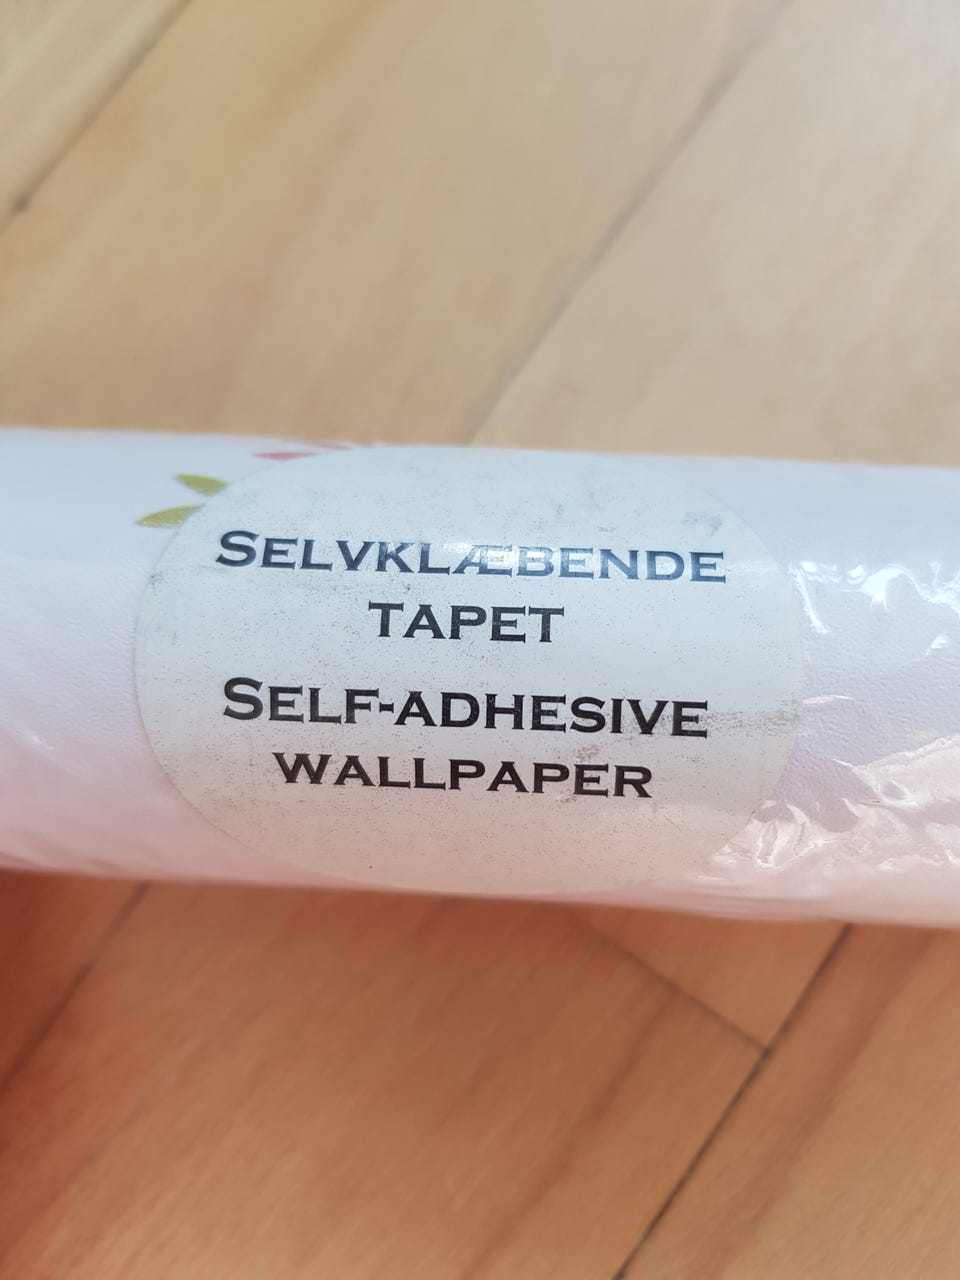 Selvklæbende
tapet
Self-adhesive
wallpaper